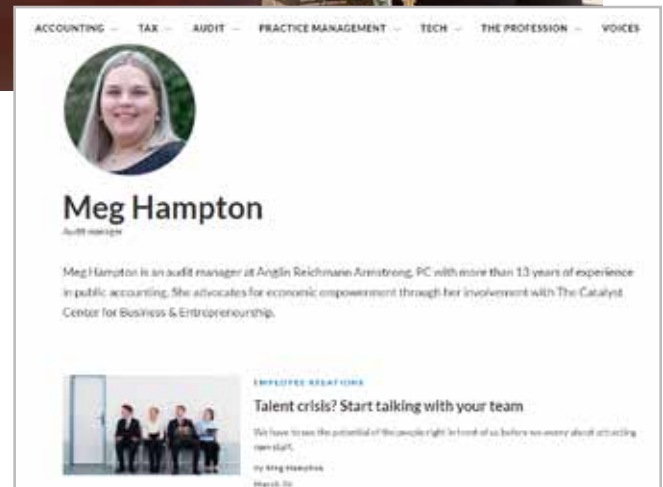 ACCOUNTING TAX AUDIT PRACTICE MANAGEMENT TECH THE PROFESSION VOICES
Meg Hampton
Audit manager
Meg Hampton is an audit manager at Anglin Reichmann Armstrong, PC with more than 13 years of experience
in public accounting. She advocates for economic empowerment through her involvement with The Catalyst
Center for Business & Entrepreneurship.
EMPLOYEE RELATIONS
Talent crisis? Start talking with your team
We have to see the potential of the people right in front of us before we worry about attracting
new staff.
By Meg Hampton